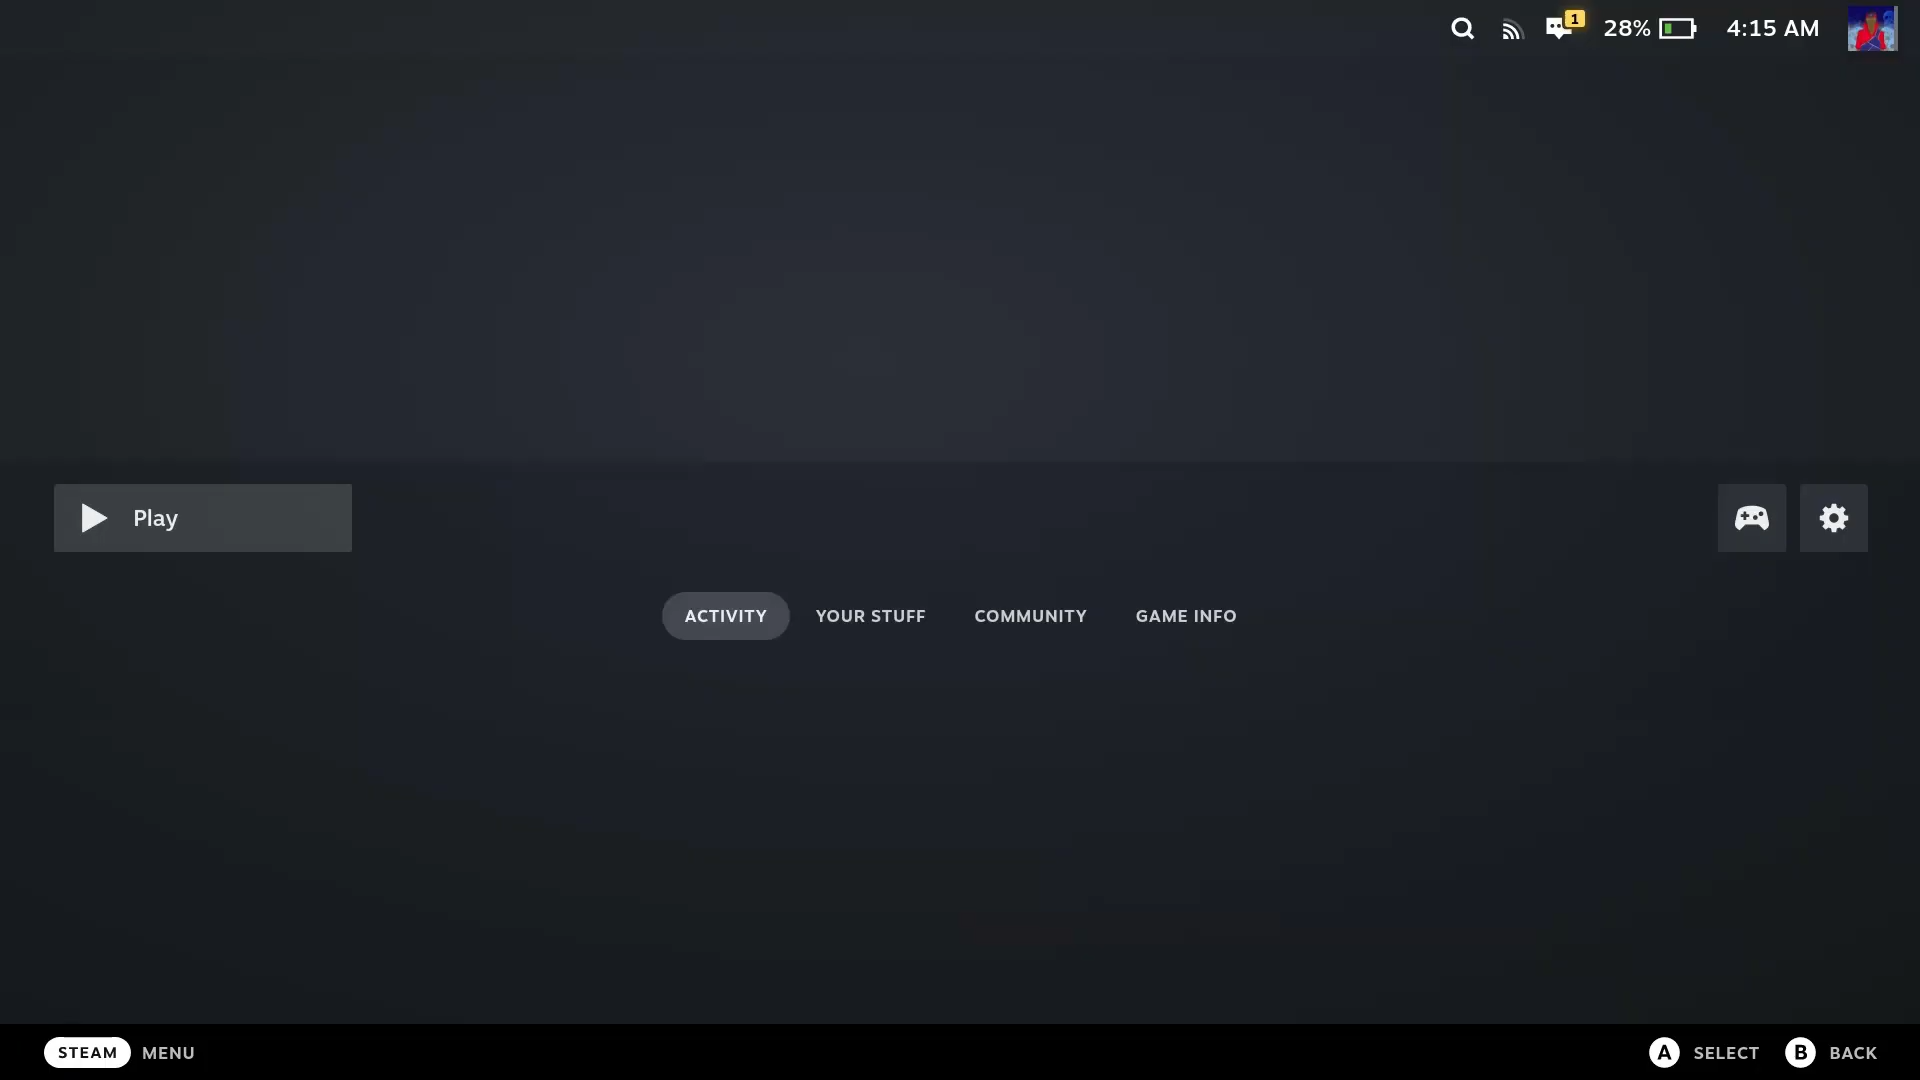 1
28%
4:15 AM
Play
ACTIVITY
YOUR STUFF
COMMUNITY
GAME INFO
STEAM MENU
A SELECT
B BACK